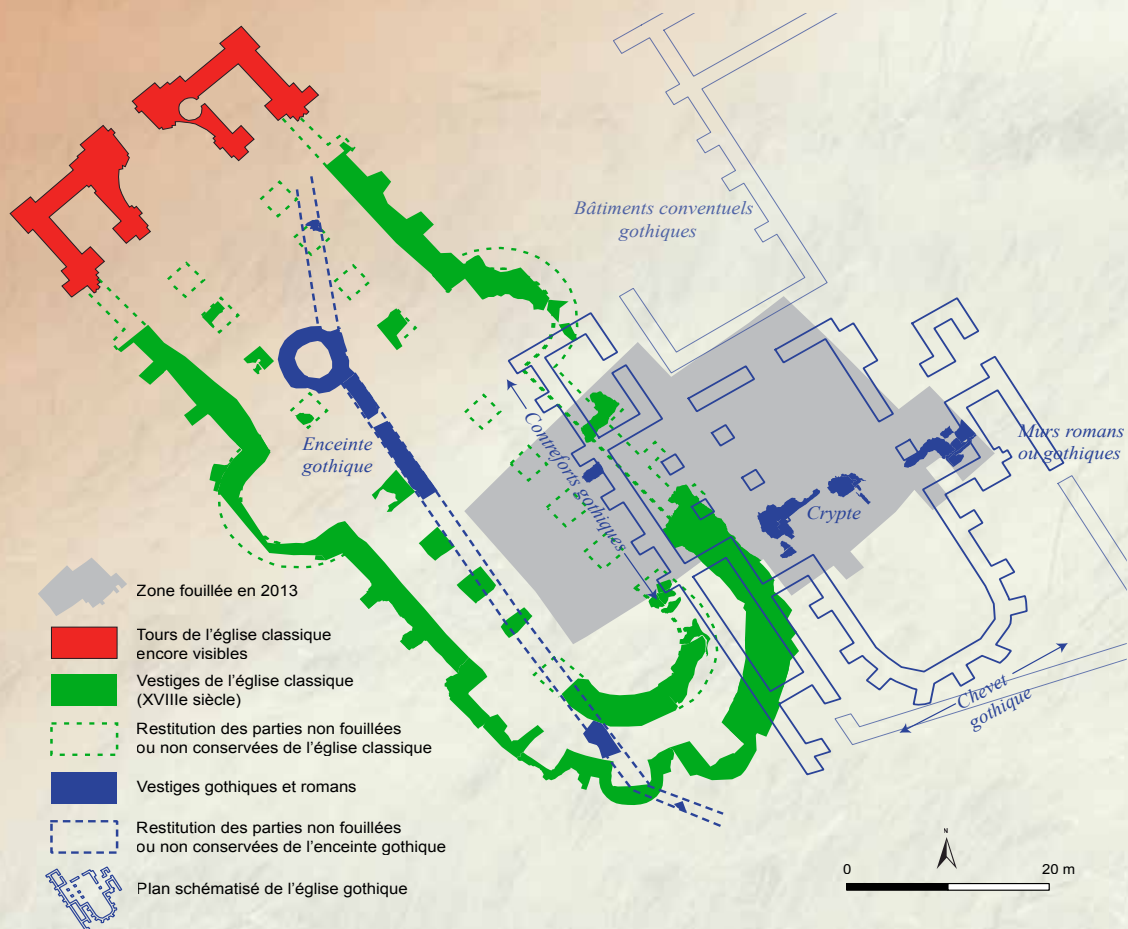 Bâtiments conventuels
gothiques
Enceinte
gothique
Contreforts gothiques
Murs romans
ou gothiques
Crypte
Chevet
gothique
Zone fouillée en 2013
Tours de l'église classique
encore visibles
Vestiges de l'église classique
(XVIIIe siècle)
Restitution des parties non fouillées
ou non conservées de l'église classique
Vestiges gothiques et romans
Restitution des parties non fouillées
ou non conservées de l'enceinte gothique
Plan schématisé de l'église gothique
N
0 20 m